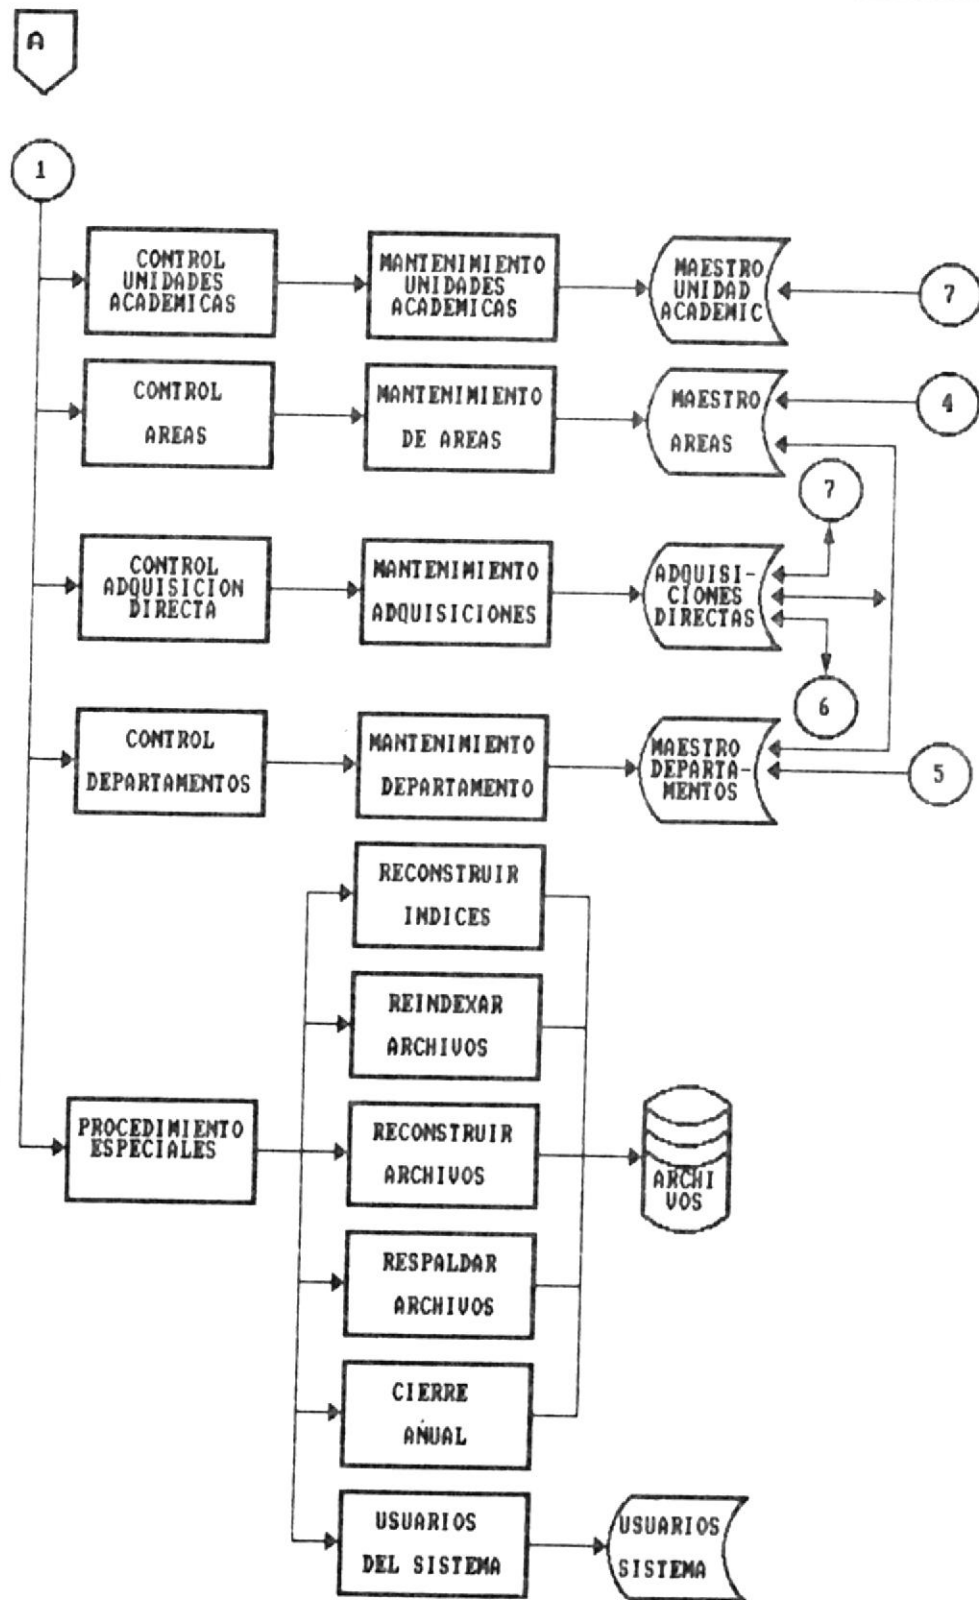 A
1
CONTROL
UNIDADES
ACADEMICAS
MANTENIMIENTO
UNIDADES
ACADEMICAS
MAESTRO
UNIDAD
ACADEMIC
7
CONTROL
AREAS
MANTENIMIENTO
DE AREAS
MAESTRO
AREAS
4
7
CONTROL
ADQUISICION
DIRECTA
MANTENIMIENTO
ADQUISICIONES
ADQUISI-
CIONES
DIRECTAS
6
CONTROL
DEPARTAMENTOS
MANTENIMIENTO
DEPARTAMENTO
MAESTRO
DEPARTA-
MENTOS
5
RECONSTRUIR
INDICES
REINDEXAR
ARCHIVOS
PROCEDIMIENTO
ESPECIALES
RECONSTRUIR
ARCHIVOS
ARCHI
VOS
RESPALDAR
ARCHIVOS
CIERRE
AÑUAL
USUARIOS
DEL SISTEMA
USUARIOS
SISTEMA